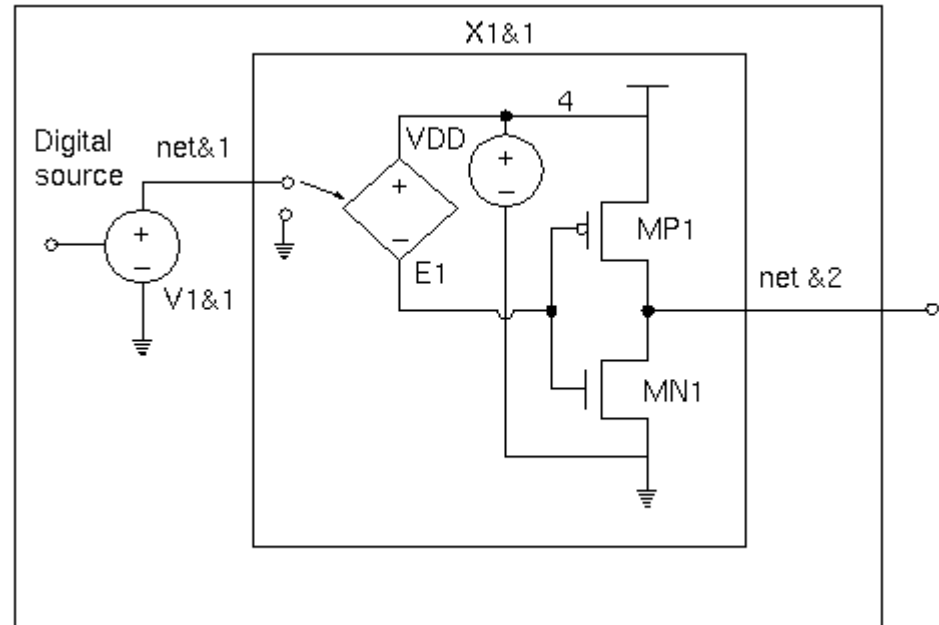 X1&1
4
VDD
Digital
source
net&1
+
+
−
MP1
+
−
−
E1
V1&1
net &2
MN1